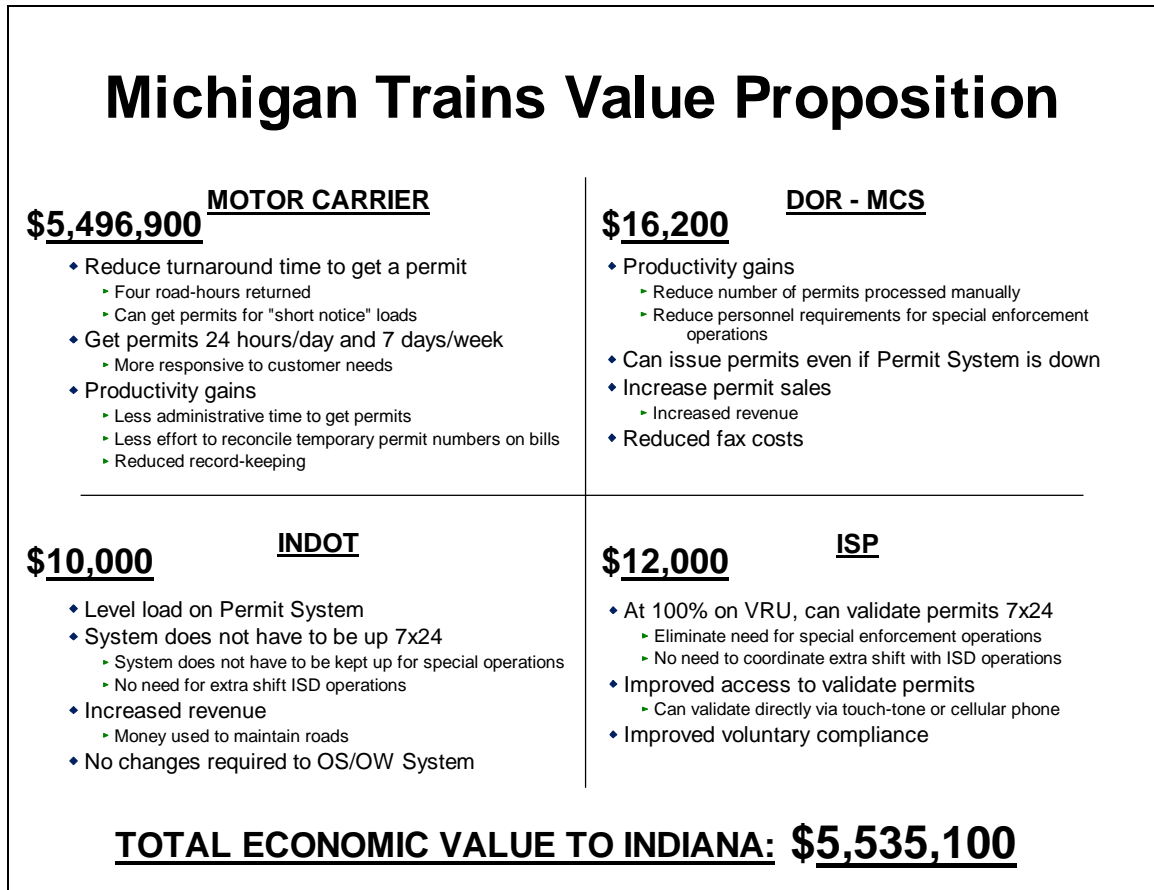 Michigan Trains Value Proposition
MOTOR CARRIER
$5,496,900
Reduce turnaround time to get a permit
Four road-hours returned
Can get permits for "short notice" loads
Get permits 24 hours/day and 7 days/week
More responsive to customer needs
Productivity gains
Less administrative time to get permits
Less effort to reconcile temporary permit numbers on bills
Reduced record-keeping
DOR - MCS
$16,200
Productivity gains
Reduce number of permits processed manually
Reduce personnel requirements for special enforcement
operations
Can issue permits even if Permit System is down
Increase permit sales
Increased revenue
Reduced fax costs
INDOT
$10,000
Level load on Permit System
System does not have to be up 7x24
System does not have to be kept up for special operations
No need for extra shift ISD operations
Increased revenue
Money used to maintain roads
No changes required to OS/OW System
ISP
$12,000
At 100% on VRU, can validate permits 7x24
Eliminate need for special enforcement operations
No need to coordinate extra shift with ISD operations
Improved access to validate permits
Can validate directly via touch-tone or cellular phone
Improved voluntary compliance
TOTAL ECONOMIC VALUE TO INDIANA: $5,535,100